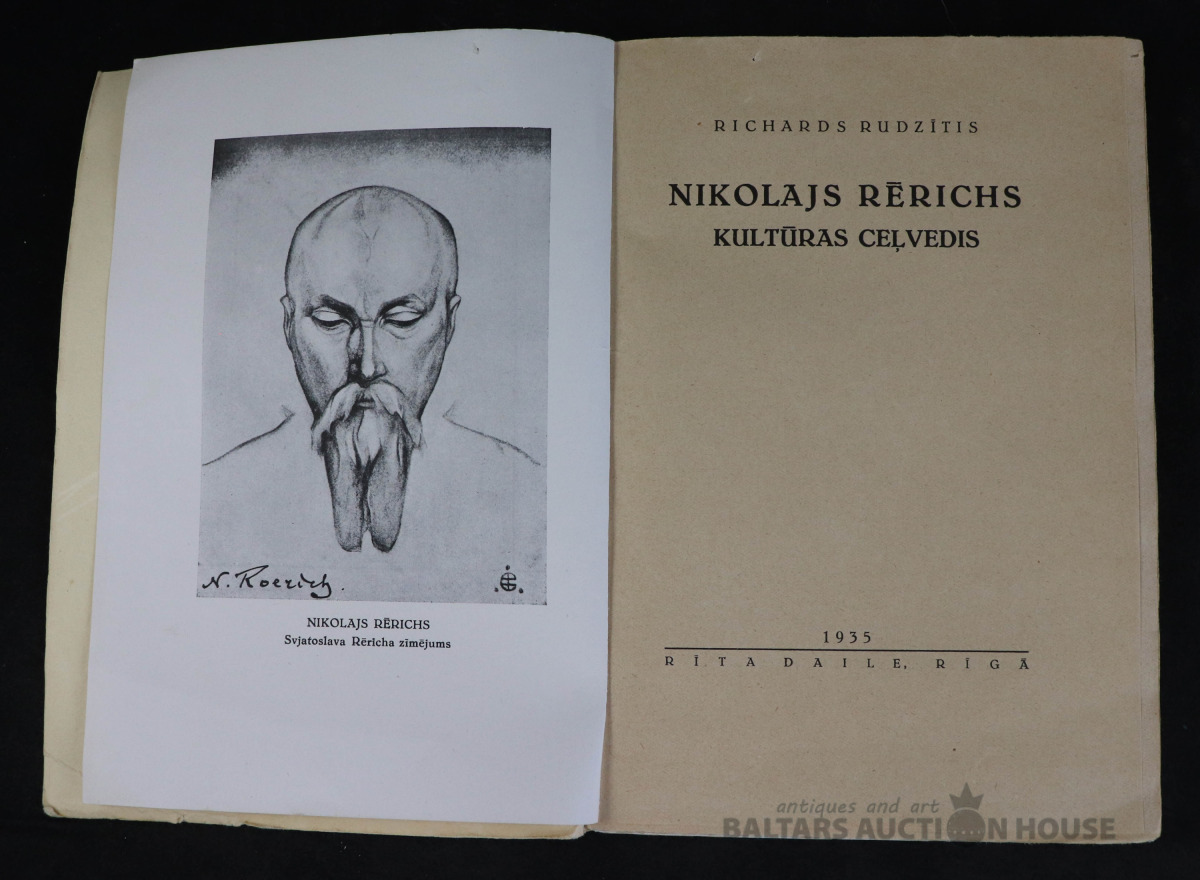 N. Roerich.
NIKOLAJS RĒRICHS
Svjatoslava Rēricha zīmējums
RICHARDS RUDZĪTIS
NIKOLAJS RĒRICHS
KULTŪRAS CEĻVEDIS
1935
RĪTA DAILE, RĪGĀ
antiques and art
BALTARS AUCTION HOUSE